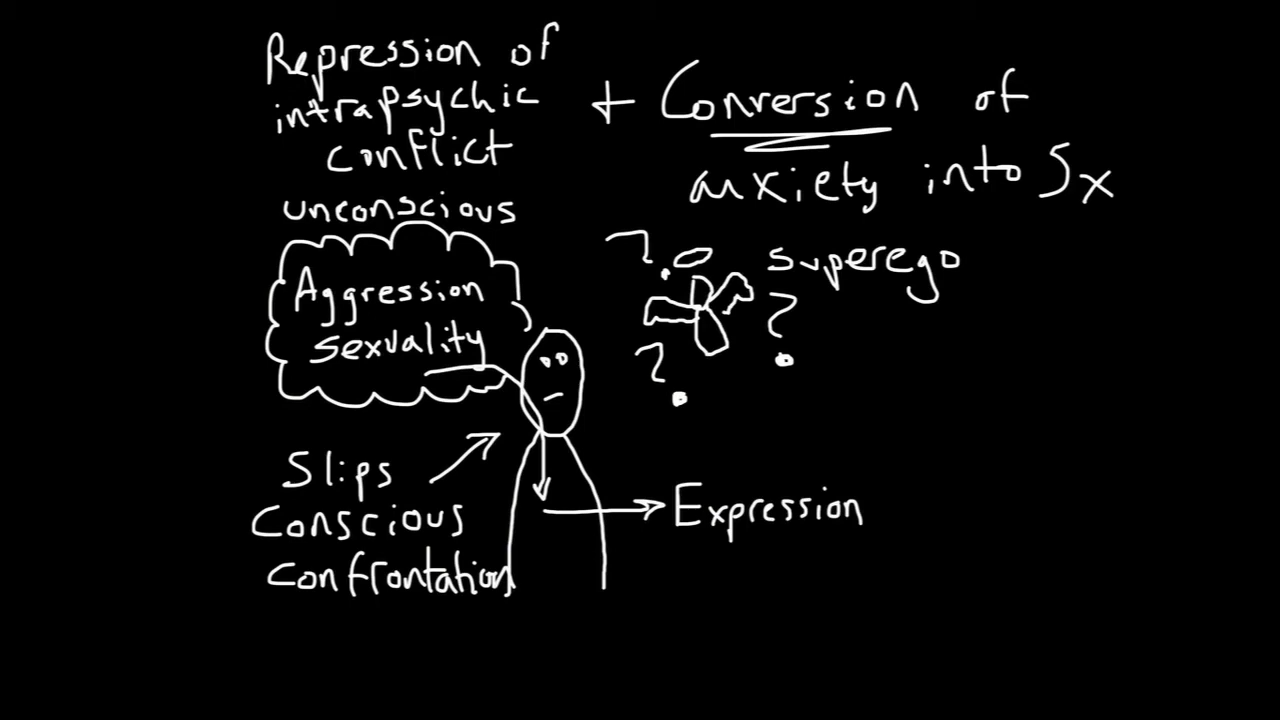 Repression of
intrapsychic
conflict
+ Conversion of
anxiety into Sx
unconscious
Aggression
sexuality
?
superego
?
?
Slips
Conscious
Confrontation
Expression